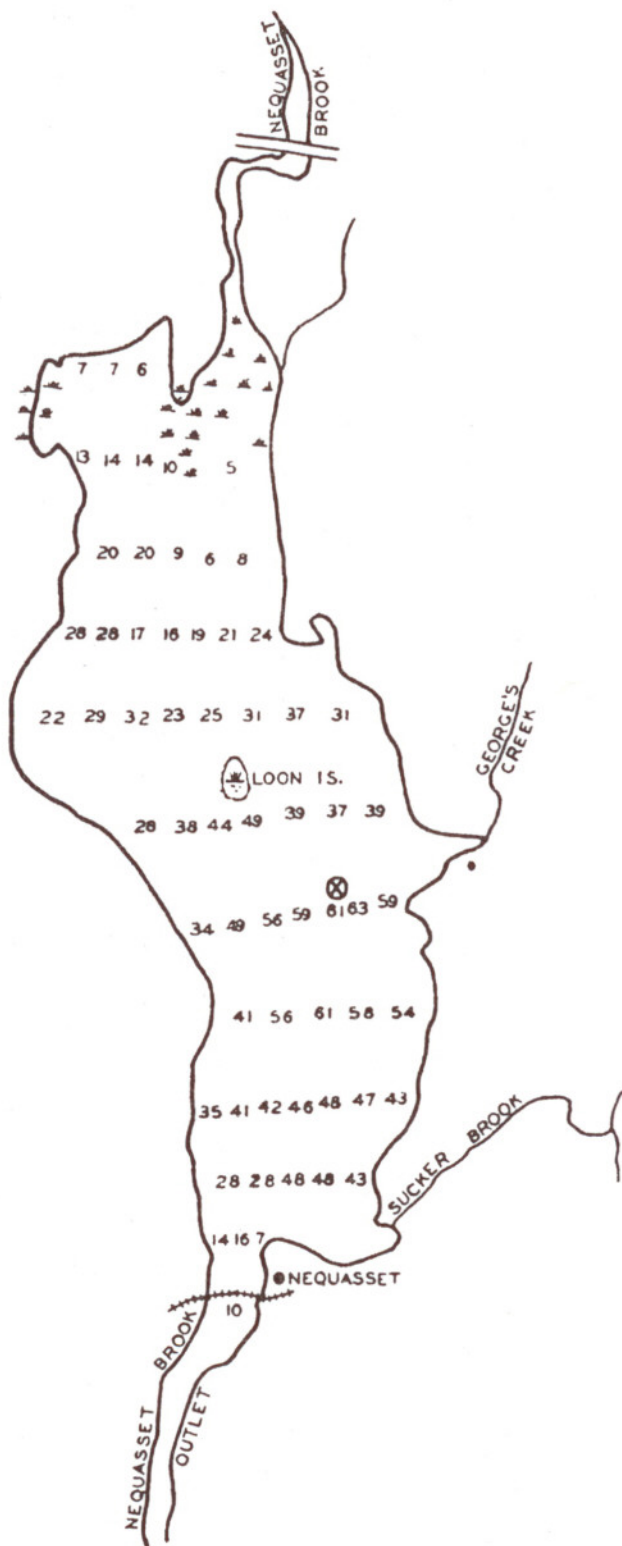 NEQUASSET
BROOK
7 7 6
13 14 14 10 5
20 20 9 6 8
28 28 17 18 19 21 24
22 29 32 23 25 31 37 31
GEORGE'S
CREEK
LOON IS.
28 38 44 49 39 37 39
34 49 56 59 61 63 59
41 56 61 58 54
35 41 42 46 48 47 43
SUCKER BROOK
28 28 48 48 43
14 16 7
NEQUASSET
10
NEQUASSET BROOK
OUTLET